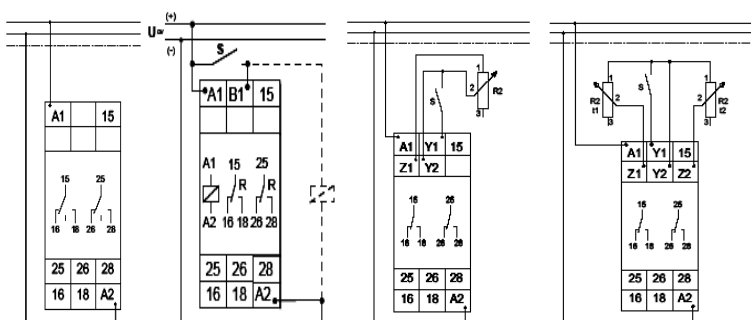 A1 15
15 25
16 18 26 28
25 26 28
16 18 A2
(+)
U
(-)
S
A1 B1 15
A1 15 25
R R
A2 16 18 26 28
25 26 28
16 18 A2
1
2 R2
S
3
A1 Y1 15
Z1 Y2
15 25
16 18 26 28
25 26 28
16 18 A2
1 1
S
R2 2 2 R2
t1 t2
3 3
A1 Y1 15
Z1 Y2 Z2
15 25
16 18 26 28
25 26 28
16 18 A2